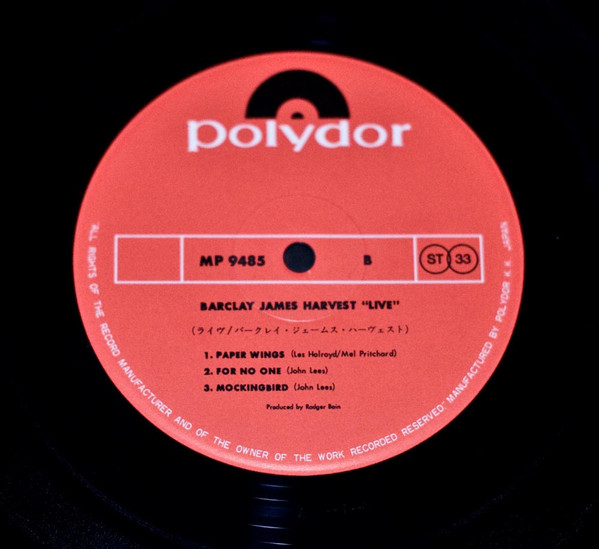 polydor
MP 9485 B ST 33
BARCLAY JAMES HARVEST "LIVE"
(ライヴ/バークレイ・ジェームス・ハーヴェスト)
1. PAPER WINGS (Les Holroyd/Mel Pritchard)
2. FOR NO ONE (John Lees)
3. MOCKINGBIRD (John Lees)
Produced by Rodger Bain
ALL RIGHTS OF THE RECORD MANUFACTURER AND OF THE OWNER OF THE WORK RECORDED RESERVED: MANUFACTURED BY POLYDOR K.K. JAPAN